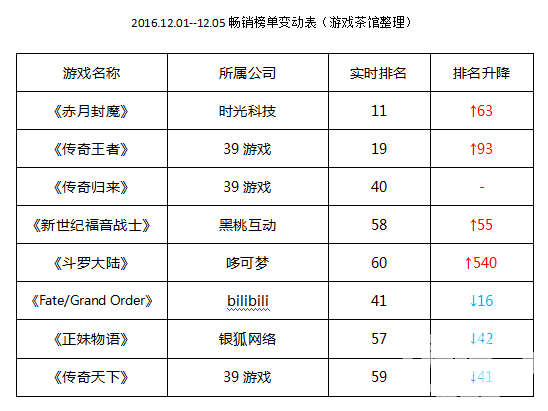 2016.12.01--12.05 畅销榜单变动表（游戏茶馆整理）
游戏名称 所属公司 实时排名 排名升降
《赤月封魔》 时光科技 11 ↑63
《传奇王者》 39 游戏 19 ↑93
《传奇归来》 39 游戏 40 -
《新世纪福音战士》 黑桃互动 58 ↑55
《斗罗大陆》 哆可梦 60 ↑540
《Fate/Grand Order》 bilibili 41 ↓16
《正妹物语》 银狐网络 57 ↓42
《传奇天下》 39 游戏 59 ↓41